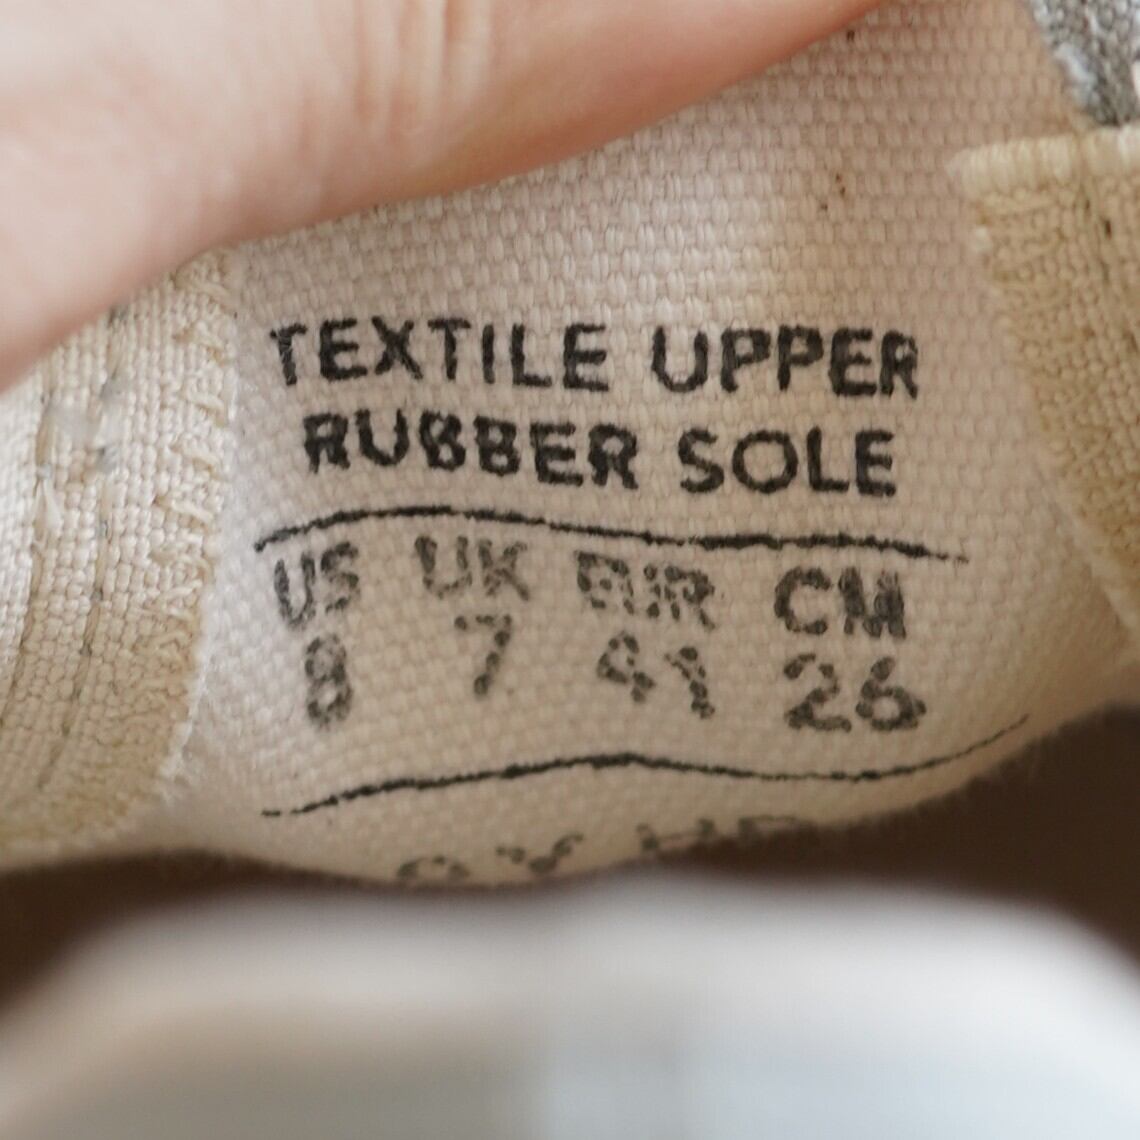 TEXTILE UPPER
RUBBER SOLE
US UK EUR CM
8 7 41 26